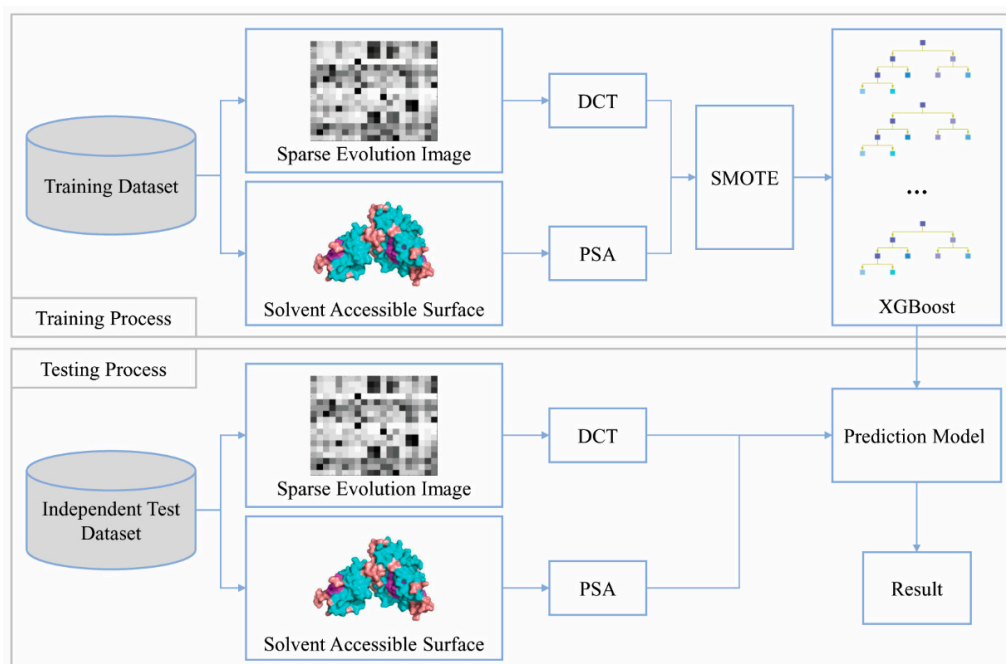 Training Dataset
Sparse Evolution Image
DCT
Solvent Accessible Surface
PSA
SMOTE
...
XGBoost
Training Process
Testing Process
Independent Test
Dataset
Sparse Evolution Image
DCT
Solvent Accessible Surface
PSA
Prediction Model
Result